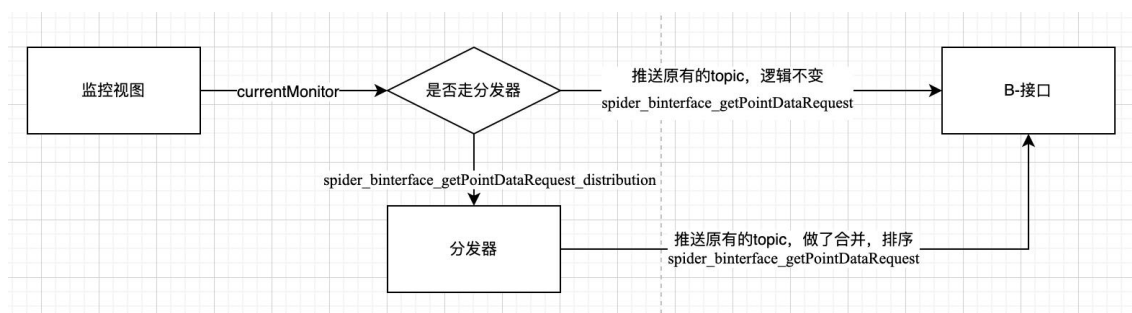 监控视图
currentMonitor
是否走分发器
推送原有的topic，逻辑不变
spider_binterface_getPointDataRequest
B-接口
spider_binterface_getPointDataRequest_distribution
分发器
推送原有的topic，做了合并，排序
spider_binterface_getPointDataRequest